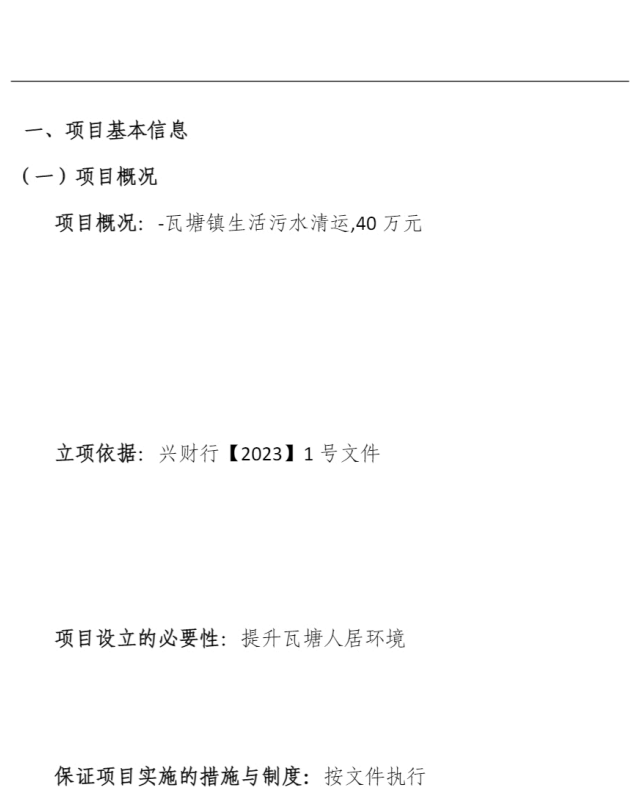 一、项目基本信息
（一）项目概况
项目概况：-瓦塘镇生活污水清运,40 万元
立项依据：兴财行【2023】1 号文件
项目设立的必要性：提升瓦塘人居环境
保证项目实施的措施与制度：按文件执行